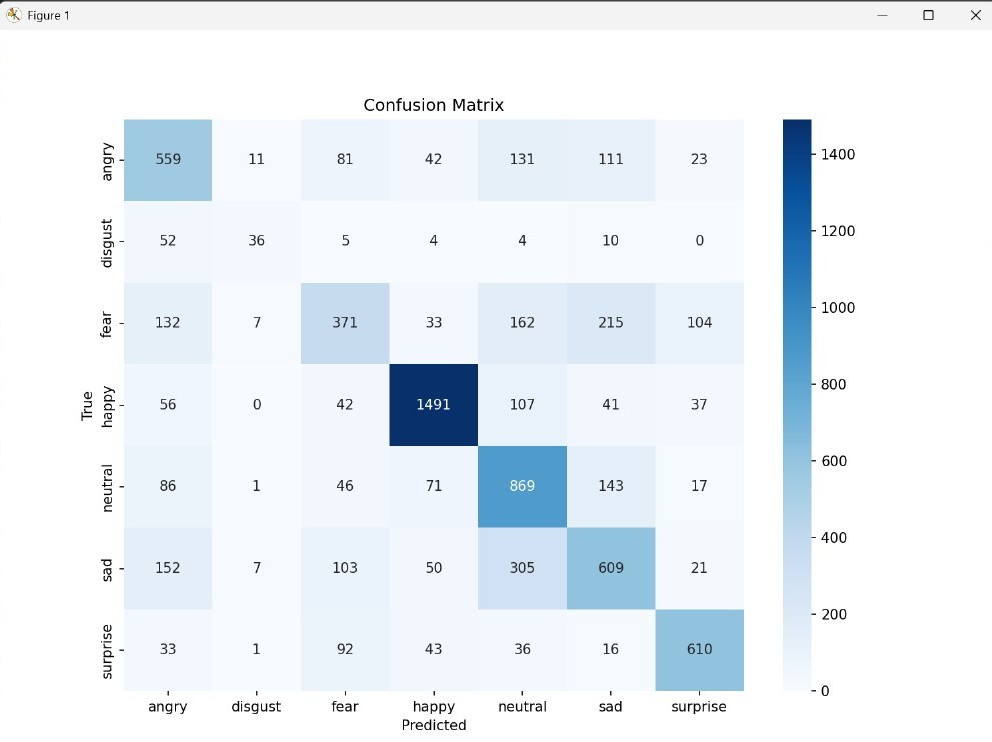 Figure 1
Confusion Matrix
angry 559 11 81 42 131 111 23
disgust 52 36 5 4 4 10 0
fear 132 7 371 33 162 215 104
happy 56 0 42 1491 107 41 37
neutral 86 1 46 71 869 143 17
sad 152 7 103 50 305 609 21
surprise 33 1 92 43 36 16 610
True
angry disgust fear happy neutral sad surprise
Predicted
1400
1200
1000
800
600
400
200
0